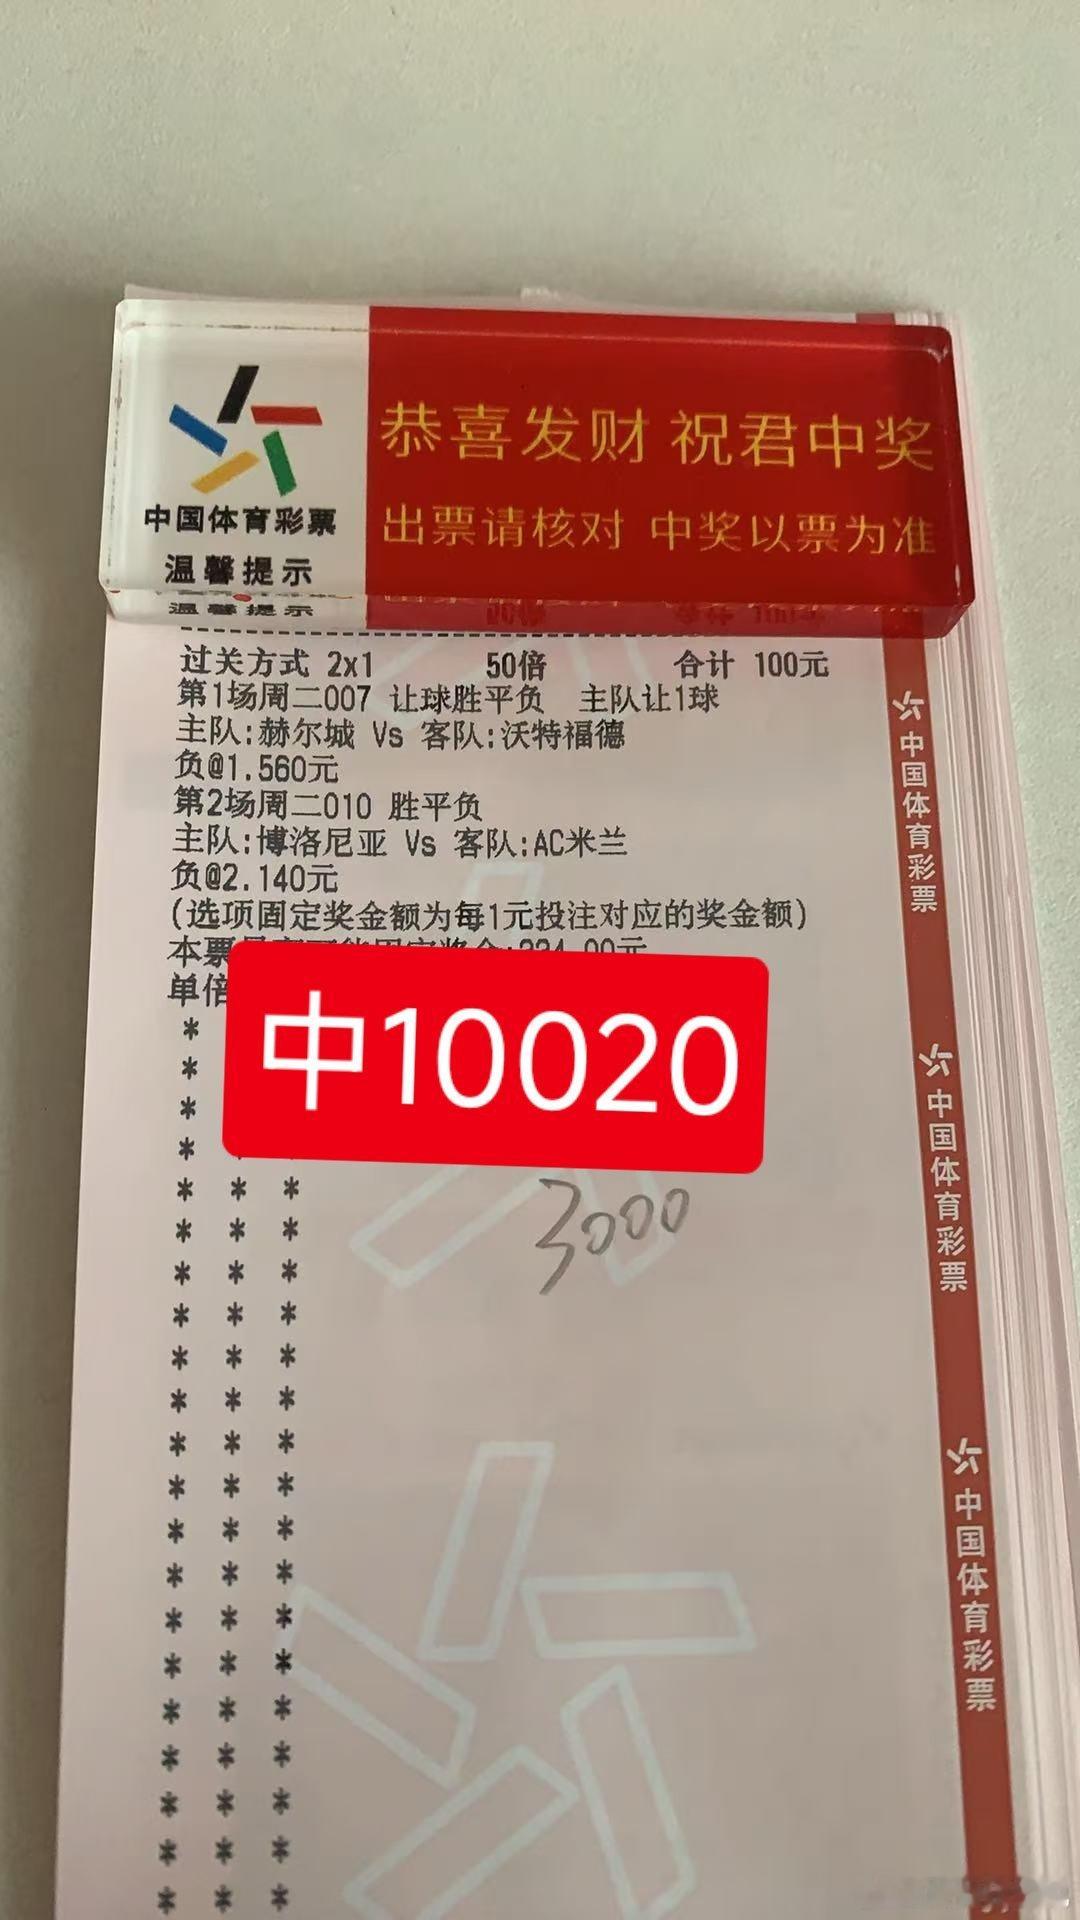 恭喜发财 祝君中奖
出票请核对 中奖以票为准
中国体育彩票
温馨提示
温馨提示
过关方式 2x1 50倍 合计 100元
第1场周二007 让球胜平负 主队让1球
主队:赫尔城 Vs 客队:沃特福德
负@1.560元
第2场周二010 胜平负
主队:博洛尼亚 Vs 客队:AC米兰
负@2.140元
(选项固定奖金额为每1元投注对应的奖金额)
本票
单倍
中10020
3000
中国体育彩票
中国体育彩票
中国体育彩票